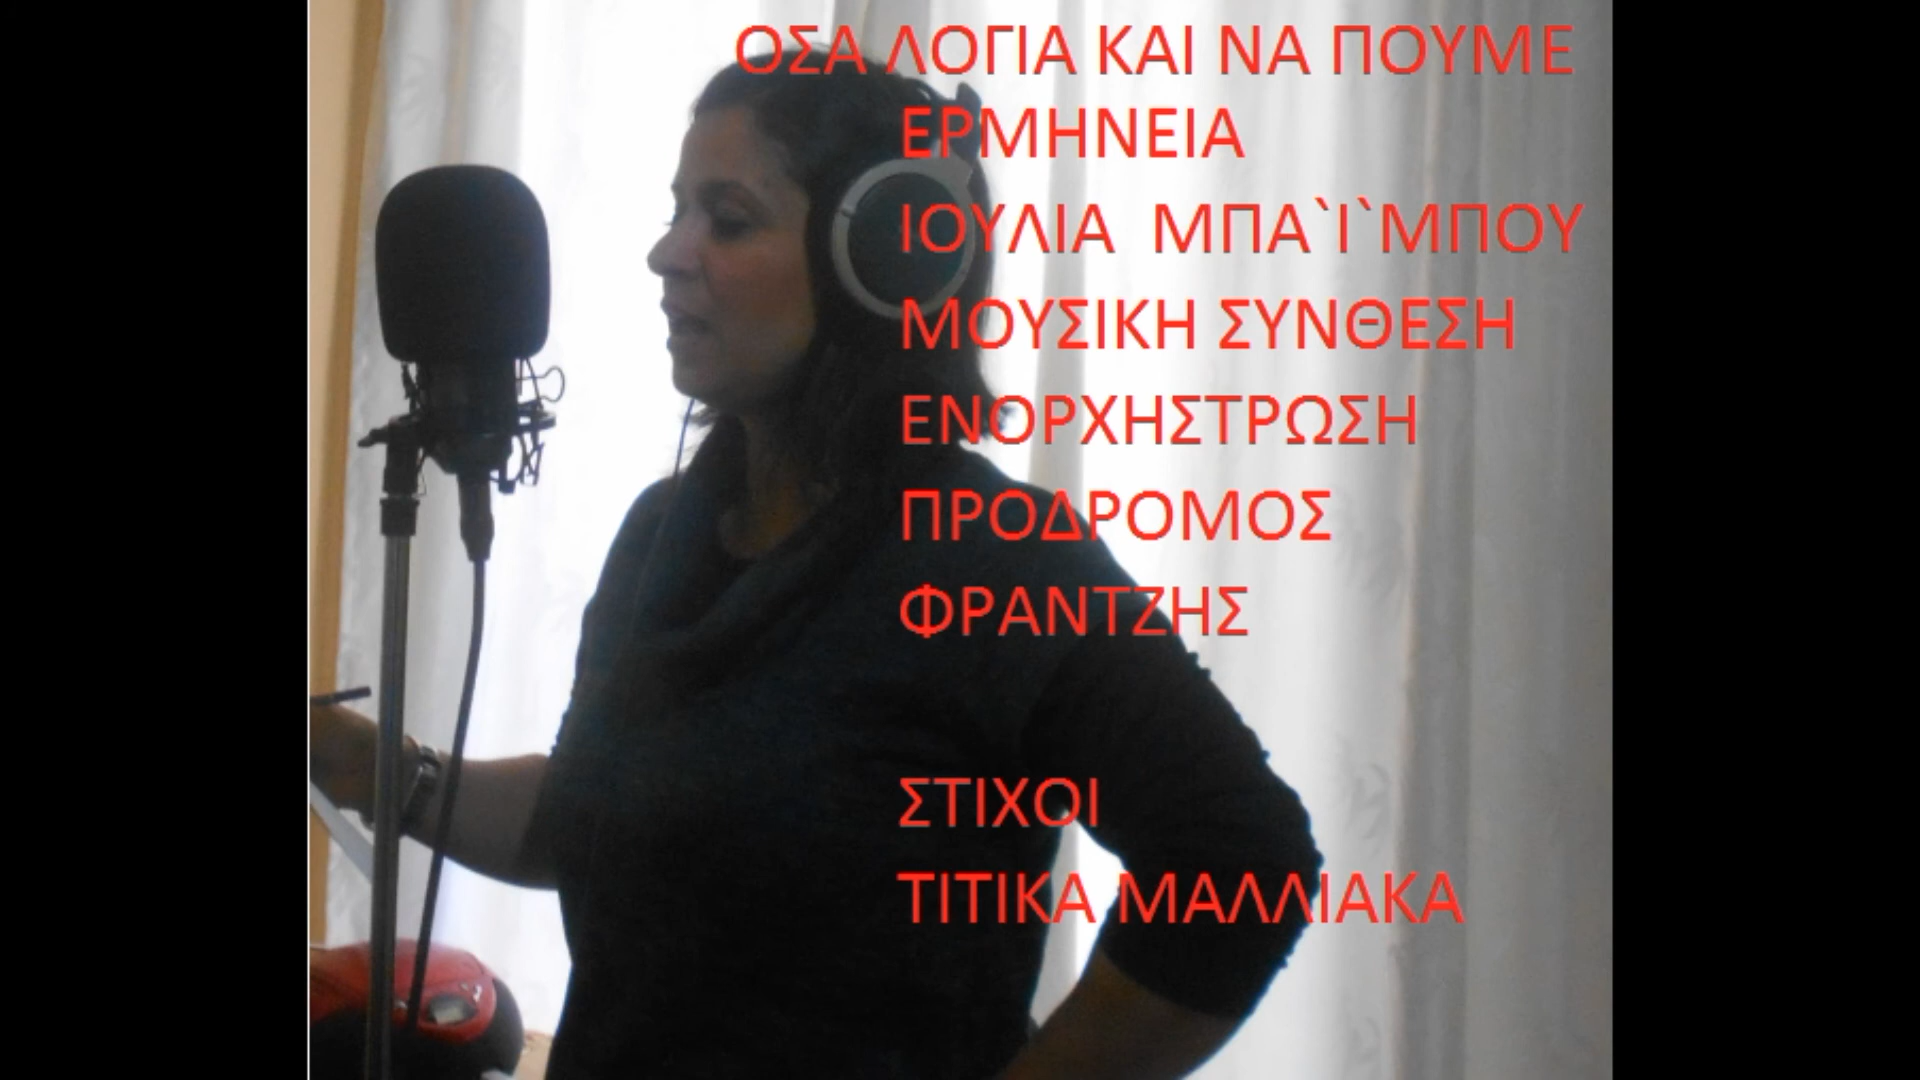 ΟΣΑ ΛΟΓΙΑ ΚΑΙ ΝΑ ΠΟΥΜΕ
ΕΡΜΗΝΕΙΑ
ΙΟΥΛΙΑ ΜΠΑ`Ι`ΜΠΟΥ
ΜΟΥΣΙΚΗ ΣΥΝΘΕΣΗ
ΕΝΟΡΧΗΣΤΡΩΣΗ
ΠΡΟΔΡΟΜΟΣ
ΦΡΑΝΤΖΗΣ
ΣΤΙΧΟΙ
ΤΙΤΙΚΑ ΜΑΛΛΙΑΚΑ